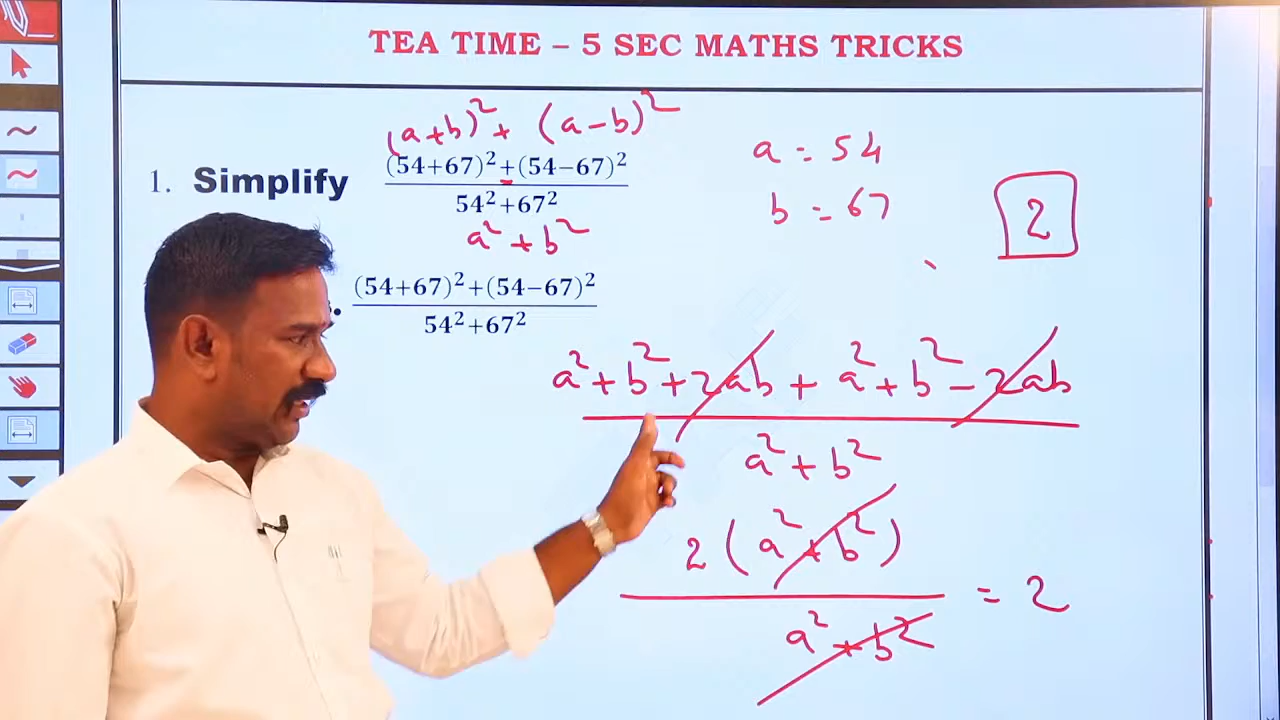 TEA TIME – 5 SEC MATHS TRICKS
(a+b)² + (a-b)²
1. Simplify (54+67)²+(54−67)² / 54²+67²
a² + b²
a = 54
b = 67
2
. (54+67)²+(54−67)² / 54²+67²
a²+b²+2ab + a²+b²-2ab
a²+b²
2(a²+b²)
a²+b²
= 2